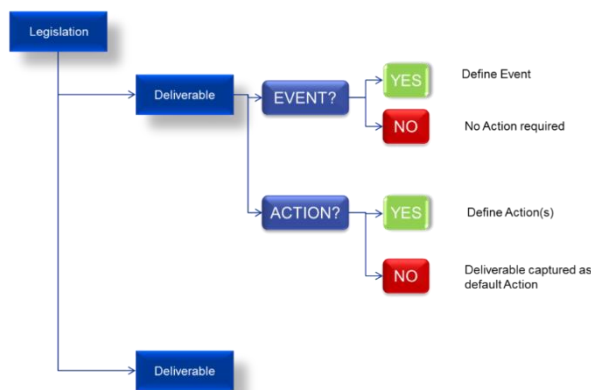 Legislation
Deliverable
EVENT?
YES
Define Event
NO
No Action required
ACTION?
YES
Define Action(s)
NO
Deliverable captured as
default Action
Deliverable